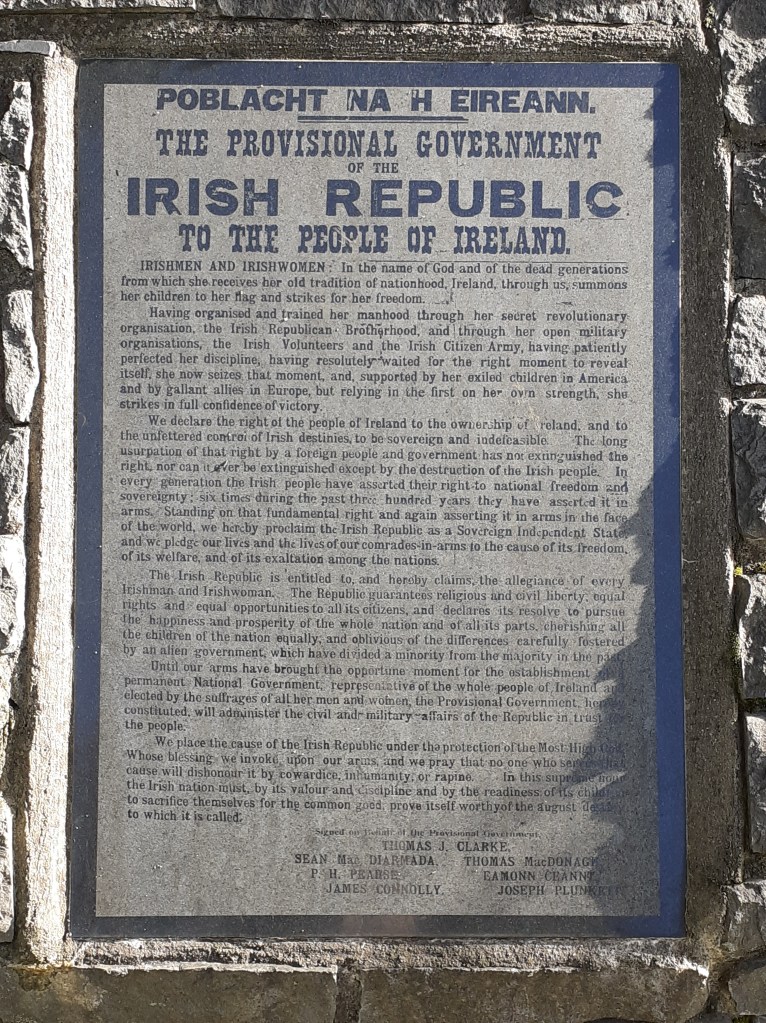 POBLACHT NA H EIREANN.
THE PROVISIONAL GOVERNMENT
OF THE
IRISH REPUBLIC
TO THE PEOPLE OF IRELAND.
IRISHMEN AND IRISHWOMEN: In the name of God and of the dead generations
from which she receives her old tradition of nationhood, Ireland, through us, summons
her children to her flag and strikes for her freedom.
Having organised and trained her manhood through her secret revolutionary
organisation, the Irish Republican Brotherhood, and through her open military
organisations, the Irish Volunteers and the Irish Citizen Army, having patiently
perfected her discipline, having resolutely waited for the right moment to reveal
itself, she now seizes that moment, and, supported by her exiled children in America
and by gallant allies in Europe, but relying in the first on her own strength, she
strikes in full confidence of victory.
We declare the right of the people of Ireland to the ownership of Ireland, and to
the unfettered control of Irish destinies, to be sovereign and indefeasible. The long
usurpation of that right by a foreign people and government has not extinguished the
right, nor can it ever be extinguished except by the destruction of the Irish people. In
every generation the Irish people have asserted their right to national freedom and
sovereignty; six times during the past three hundred years they have asserted it in
arms. Standing on that fundamental right and again asserting it in arms in the face
of the world, we hereby proclaim the Irish Republic as a Sovereign Independent State,
and we pledge our lives and the lives of our comrades-in-arms to the cause of its freedom,
of its welfare, and of its exaltation among the nations.
The Irish Republic is entitled to, and hereby claims, the allegiance of every
Irishman and Irishwoman. The Republic guarantees religious and civil liberty, equal
rights and equal opportunities to all its citizens, and declares its resolve to pursue
the happiness and prosperity of the whole nation and of all its parts, cherishing all
the children of the nation equally, and oblivious of the differences carefully fostered
by an alien government, which have divided a minority from the majority in the past.
Until our arms have brought the opportune moment for the establishment
permanent National Government, representative of the whole people of Ireland and
elected by the suffrages of all her men and women, the Provisional Government, hereby
constituted, will administer the civil and military affairs of the Republic in trust for
the people.
We place the cause of the Irish Republic under the protection of the Most High God,
Whose blessing we invoke upon our arms, and we pray that no one who serves that
cause will dishonour it by cowardice, inhumanity, or rapine. In this supreme hour
the Irish nation must, by its valour and discipline and by the readiness of its children
to sacrifice themselves for the common good, prove itself worthy of the august destiny
to which it is called.
Signed on Behalf of the Provisional Government,
THOMAS J. CLARKE,
SEAN Mac DIARMADA, THOMAS MacDONAGH,
P. H. PEARSE, EAMONN CEANNT,
JAMES CONNOLLY, JOSEPH PLUNKETT